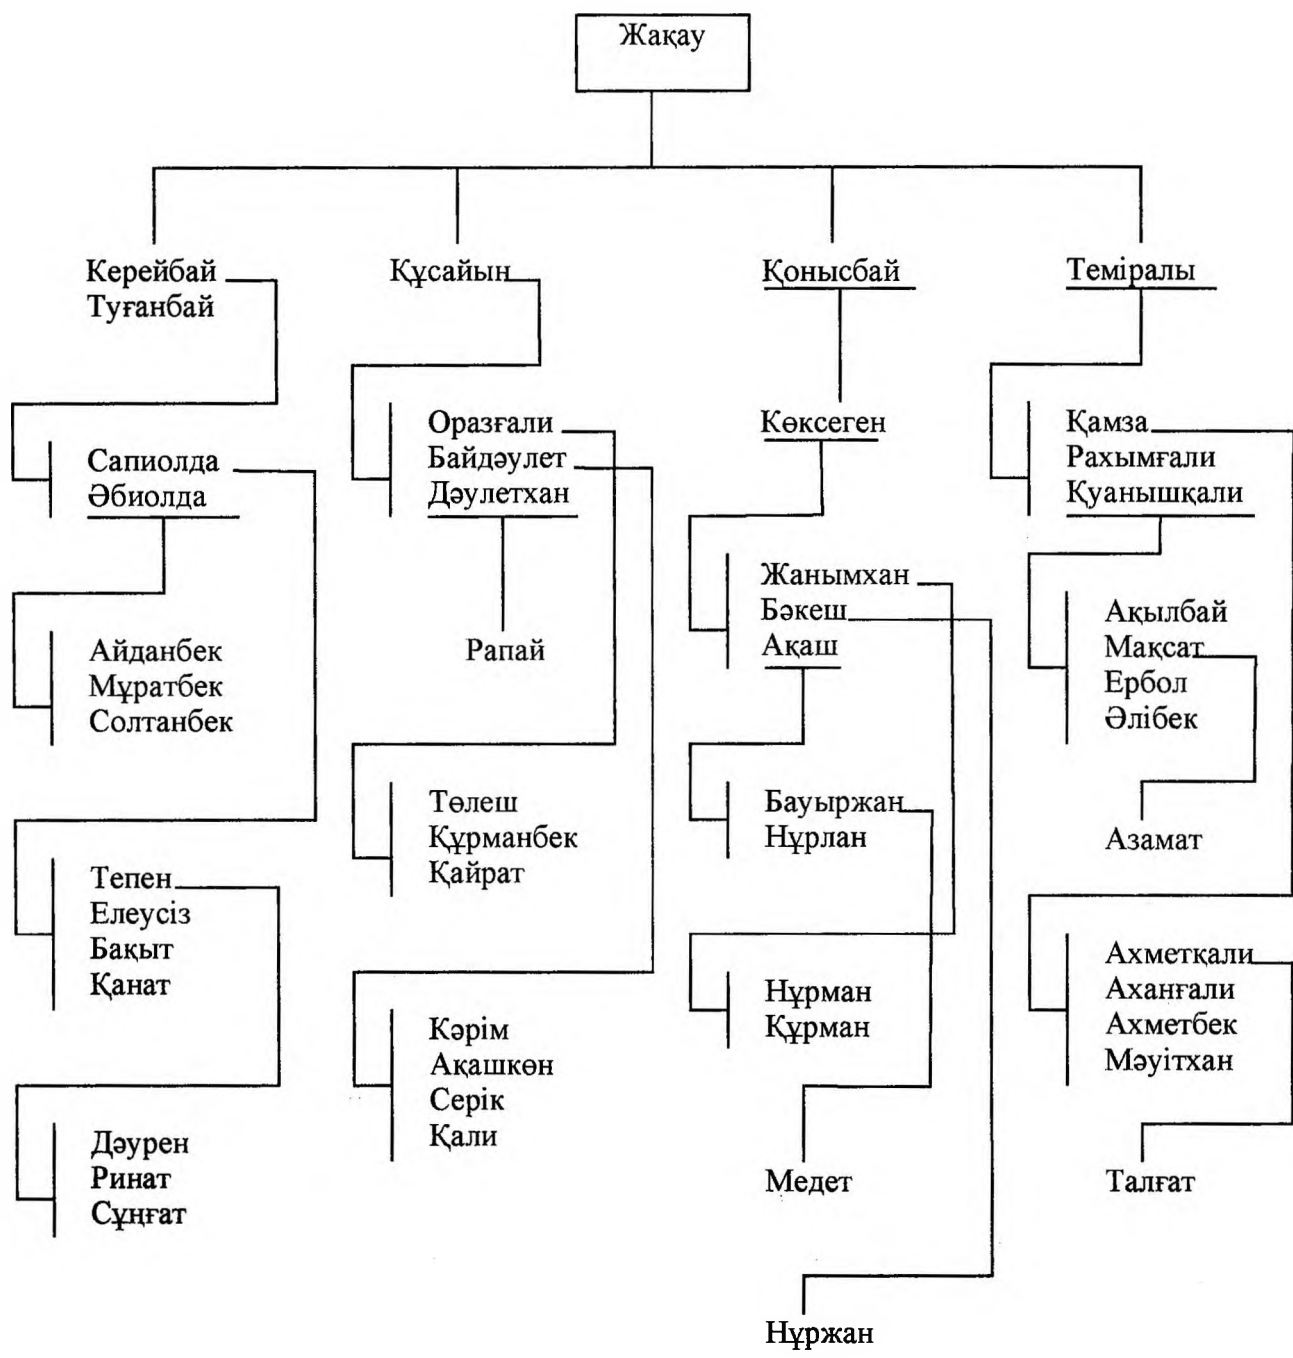 Жақау
Керейбай
Туғанбай
Құсайын
Қонысбай
Теміралы
Сапиолда
Әбиолда
Оразғали
Байдәулет
Дәулетхан
Көксеген
Қамза
Рахымғали
Қуанышқали
Айданбек
Мұратбек
Солтанбек
Рапай
Жанымхан
Бәкеш
Ақаш
Ақылбай
Мақсат
Ербол
Әлібек
Төлеш
Құрманбек
Қайрат
Бауыржан
Нұрлан
Азамат
Тепен
Елеусіз
Бақыт
Қанат
Нұрман
Құрман
Ахметқали
Аханғали
Ахметбек
Мәуітхан
Кәрім
Ақашкөн
Серік
Қали
Дәурен
Ринат
Сұңғат
Медет
Талғат
Нұржан